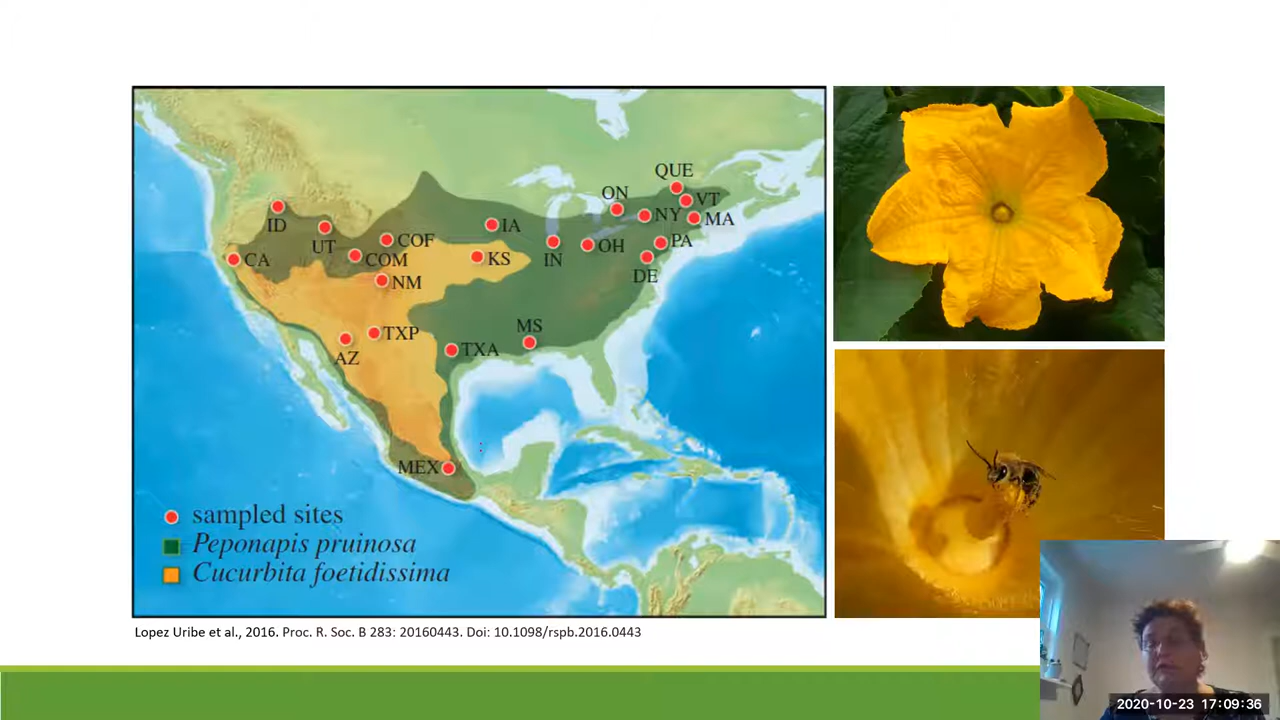 QUE
ON
VT
NY
MA
ID
IA
UT
COF
PA
CA
COM
KS
IN
OH
DE
NM
MS
TXP
AZ
TXA
MEX
sampled sites
Peponapis pruinosa
Cucurbita foetidissima
Lopez Uribe et al., 2016. Proc. R. Soc. B 283: 20160443. Doi: 10.1098/rspb.2016.0443
2020-10-23 17:09:36